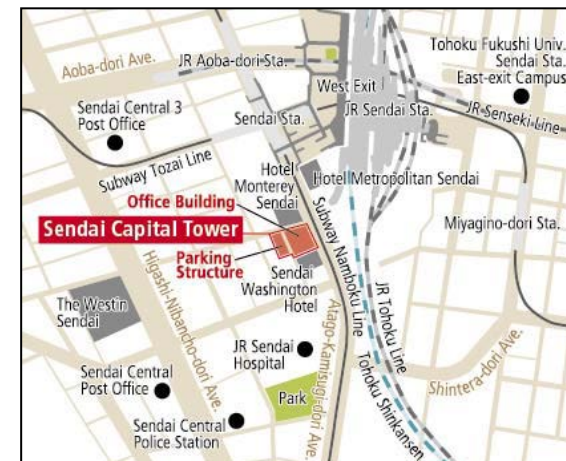 Aoba-dori Ave.
JR Aoba-dori Sta.
Tohoku Fukushi Univ.
Sendai Sta.
East-exit Campus
West Exit
JR Sendai Sta.
JR Senseki Line
Sendai Central 3
Post Office
Sendai Sta.
Subway Tozai Line
Hotel
Monterey
Sendai
Hotel Metropolitan Sendai
Office Building
Sendai Capital Tower
Parking
Structure
Subway Namboku Line
Miyagino-dori Sta.
Sendai
Washington
Hotel
Higashi-Nibancho-dori Ave.
The Westin
Sendai
Atago-Kamisugi-dori Ave.
JR Tohoku Line
Tohoku Shinkansen
Shintera-dori Ave.
JR Sendai
Hospital
Sendai Central
Post Office
Park
Sendai Central
Police Station